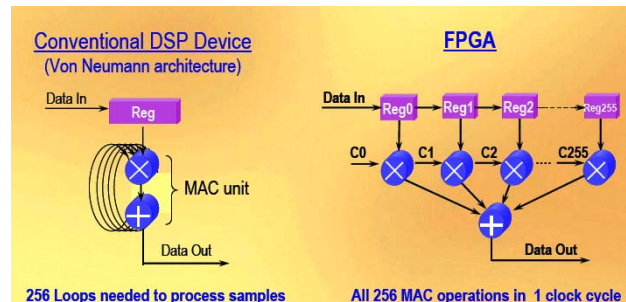 Conventional DSP Device
(Von Neumann architecture)
Data In
Reg
MAC unit
Data Out
256 Loops needed to process samples
FPGA
Data In
Reg0
Reg1
Reg2
Reg255
C0
C1
C2
C255
Data Out
All 256 MAC operations in 1 clock cycle